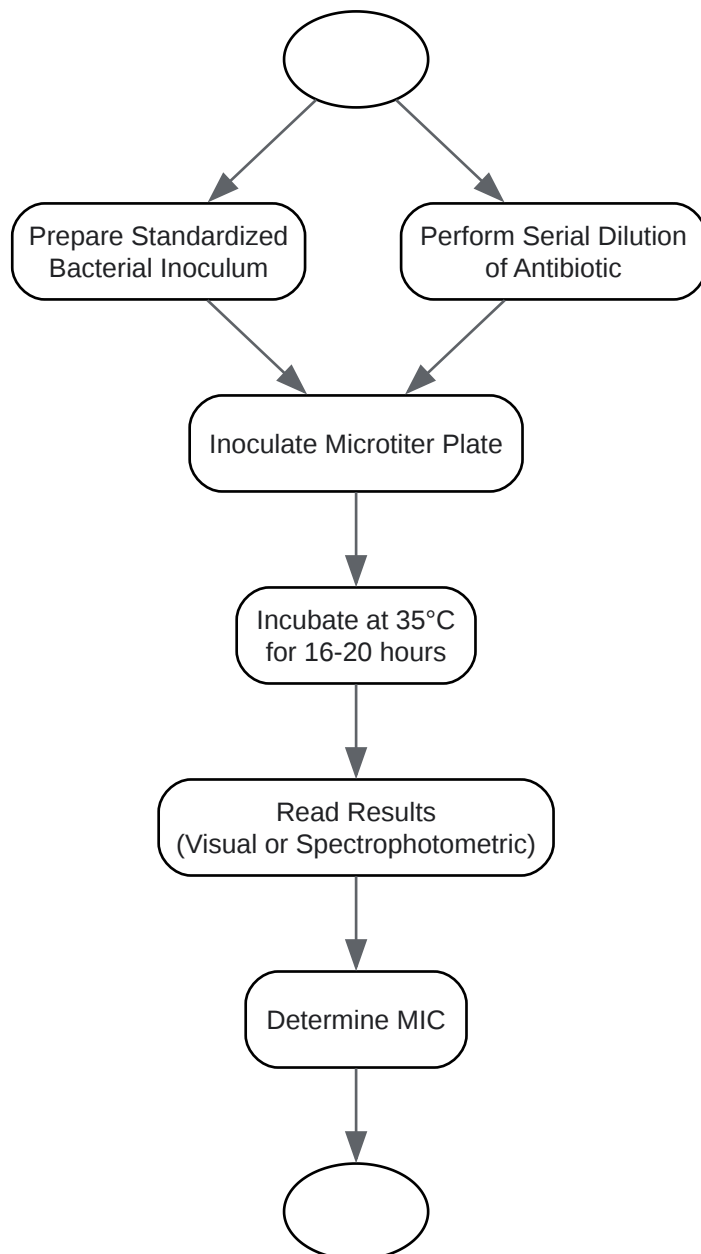 Prepare Standardized
Bacterial Inoculum
Perform Serial Dilution
of Antibiotic
Inoculate Microtiter Plate
Incubate at 35°C
for 16-20 hours
Read Results
(Visual or Spectrophotometric)
Determine MIC